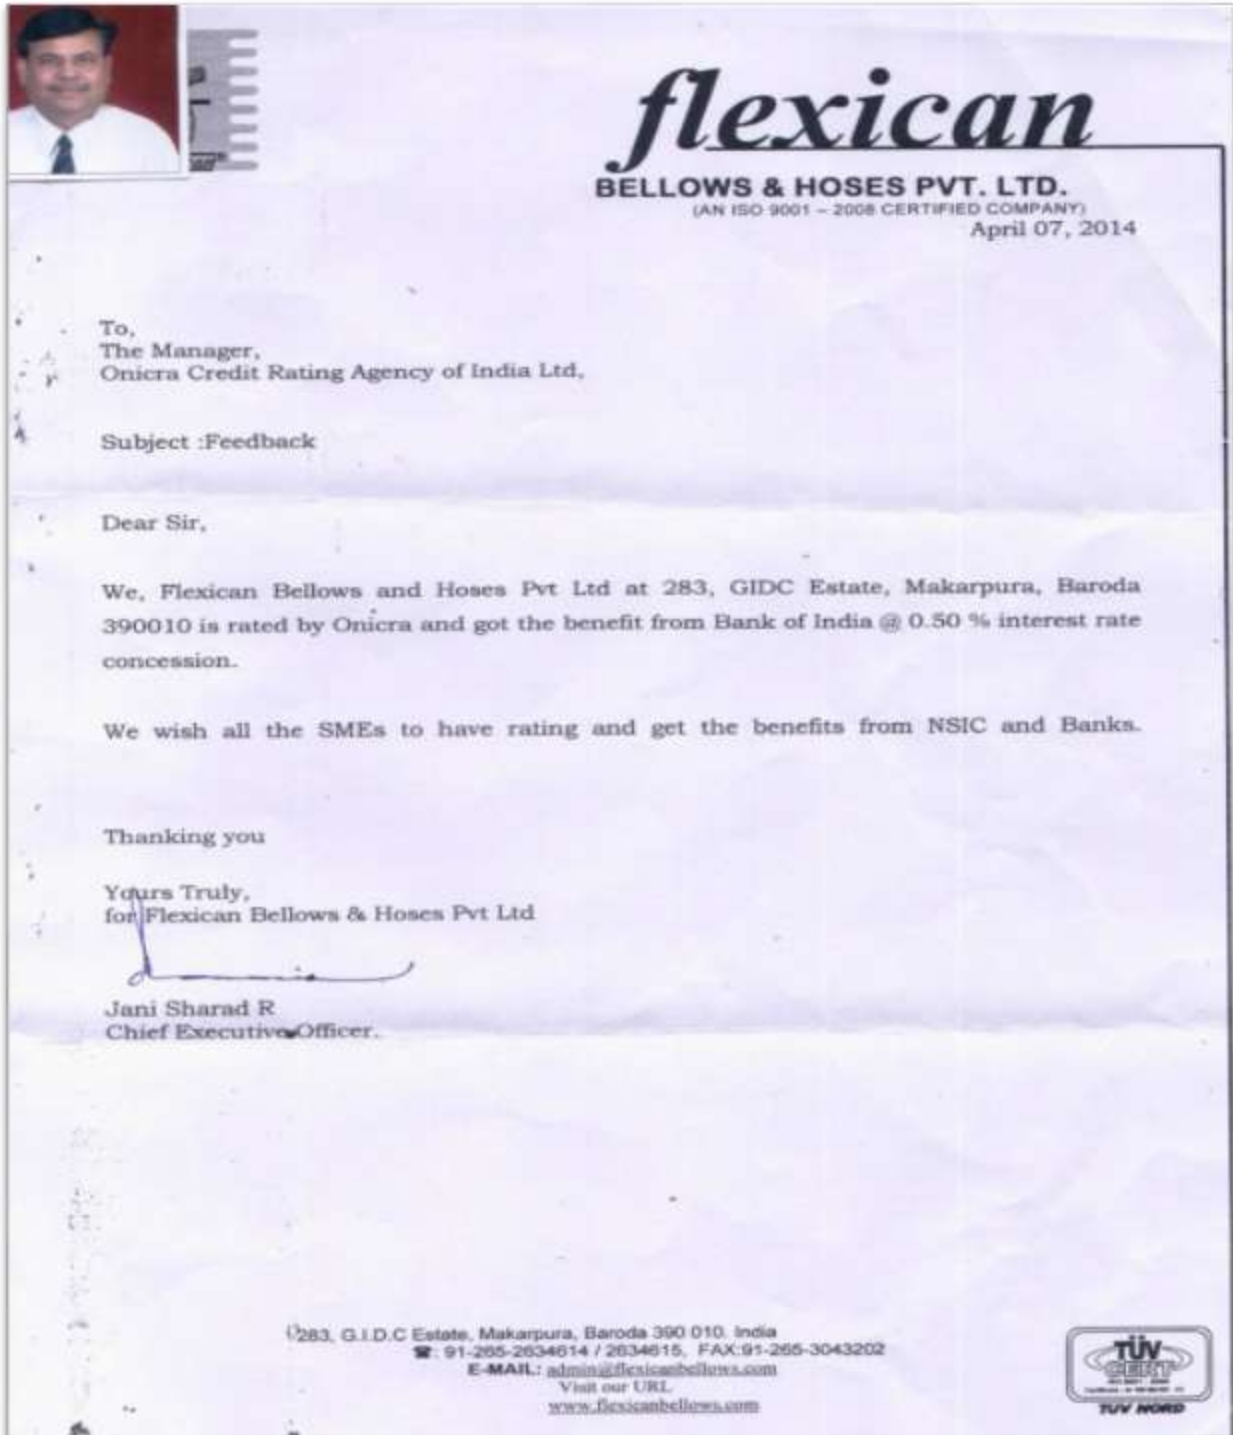 flexican
BELLOWS & HOSES PVT. LTD.
(AN ISO 9001 – 2008 CERTIFIED COMPANY)
April 07, 2014
To,
The Manager,
Onicra Credit Rating Agency of India Ltd,
Subject :Feedback
Dear Sir,
We, Flexican Bellows and Hoses Pvt Ltd at 283, GIDC Estate, Makarpura, Baroda
390010 is rated by Onicra and got the benefit from Bank of India @ 0.50 % interest rate
concession.
We wish all the SMEs to have rating and get the benefits from NSIC and Banks.
Thanking you
Yours Truly,
for Flexican Bellows & Hoses Pvt Ltd
Jani Sharad R
Chief Executive Officer.
283, G.I.D.C Estate, Makarpura, Baroda 390 010. India
☎: 91-265-2634614 / 2634615, FAX:91-265-3043202
E-MAIL: admin@flexicanbellows.com
Visit our URL
www.flexicanbellows.com
TÜV
CERT
TUV NORD